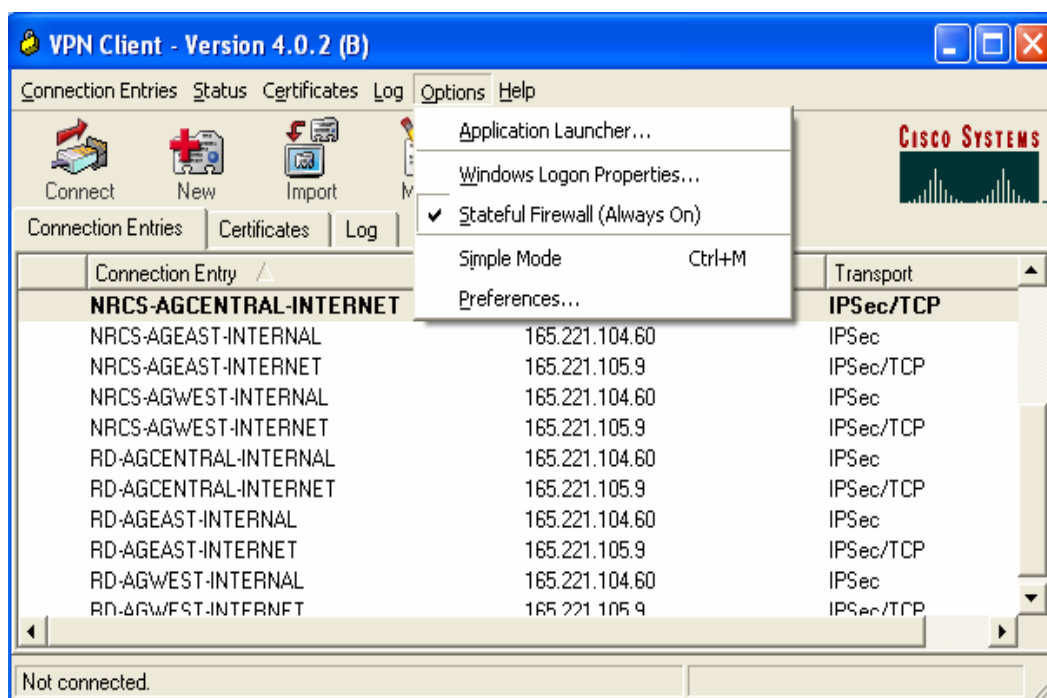 VPN Client - Version 4.0.2 (B)
Connection Entries Status Certificates Log Options Help
Application Launcher...
Windows Logon Properties...
Stateful Firewall (Always On)
Simple Mode Ctrl+M
Preferences...
Connect New Import
CISCO SYSTEMS
Connection Entries Certificates Log
Connection Entry Transport
NRCS-AGCENTRAL-INTERNET IPSec/TCP
NRCS-AGEAST-INTERNAL 165.221.104.60 IPSec
NRCS-AGEAST-INTERNET 165.221.105.9 IPSec/TCP
NRCS-AGWEST-INTERNAL 165.221.104.60 IPSec
NRCS-AGWEST-INTERNET 165.221.105.9 IPSec/TCP
RD-AGCENTRAL-INTERNAL 165.221.104.60 IPSec
RD-AGCENTRAL-INTERNET 165.221.105.9 IPSec/TCP
RD-AGEAST-INTERNAL 165.221.104.60 IPSec
RD-AGEAST-INTERNET 165.221.105.9 IPSec/TCP
RD-AGWEST-INTERNAL 165.221.104.60 IPSec
RD-AGWEST-INTERNET 165.221.105.9 IPSec/TCP
Not connected.